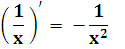 (1/x)′ = −1/x²